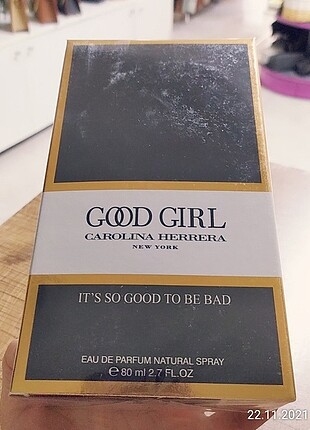 GOOD GIRL
CAROLINA HERRERA
NEW YORK
IT'S SO GOOD TO BE BAD
EAU DE PARFUM NATURAL SPRAY
℮ 80 ml 2.7 FL.OZ
22.11.2021